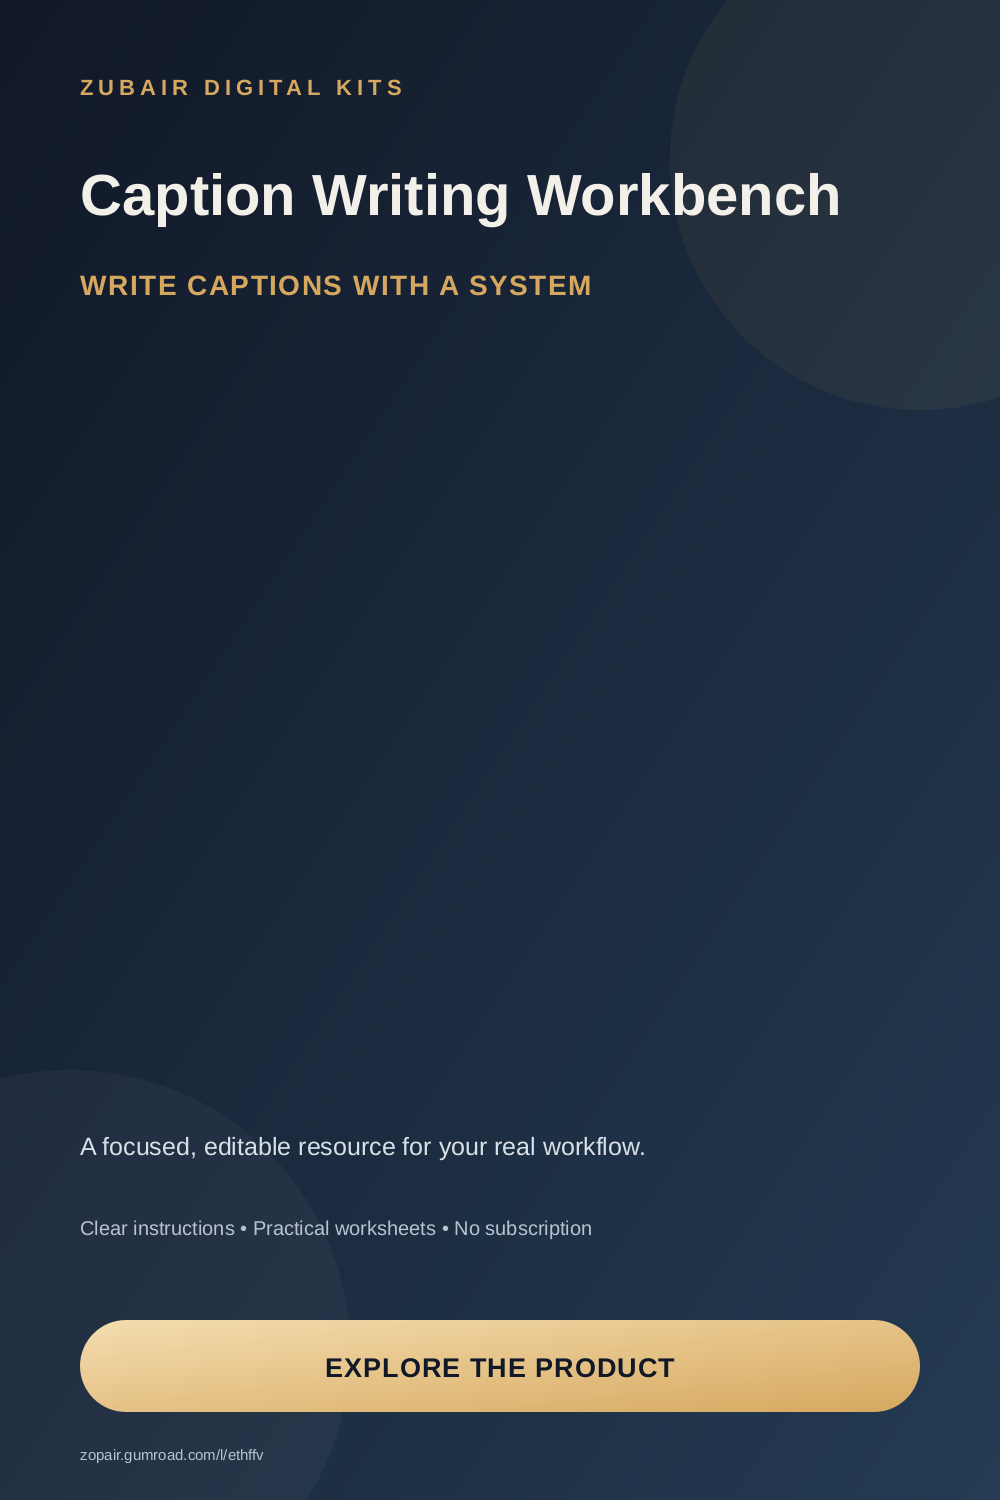 ZUBAIR DIGITAL KITS
Caption Writing Workbench
WRITE CAPTIONS WITH A SYSTEM
A focused, editable resource for your real workflow.
Clear instructions • Practical worksheets • No subscription
EXPLORE THE PRODUCT
zopair.gumroad.com/l/ethffv